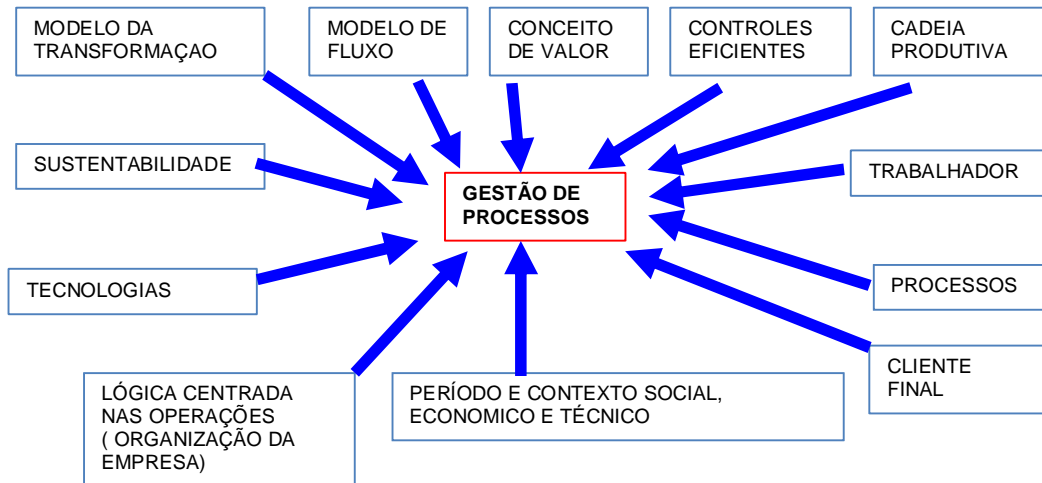 MODELO DA
TRANSFORMAÇAO
MODELO DE
FLUXO
CONCEITO
DE VALOR
CONTROLES
EFICIENTES
CADEIA
PRODUTIVA
SUSTENTABILIDADE
GESTÃO DE
PROCESSOS
TRABALHADOR
TECNOLOGIAS
PROCESSOS
LÓGICA CENTRADA
NAS OPERAÇÕES
( ORGANIZAÇÃO DA
EMPRESA)
PERÍODO E CONTEXTO SOCIAL,
ECONOMICO E TÉCNICO
CLIENTE
FINAL